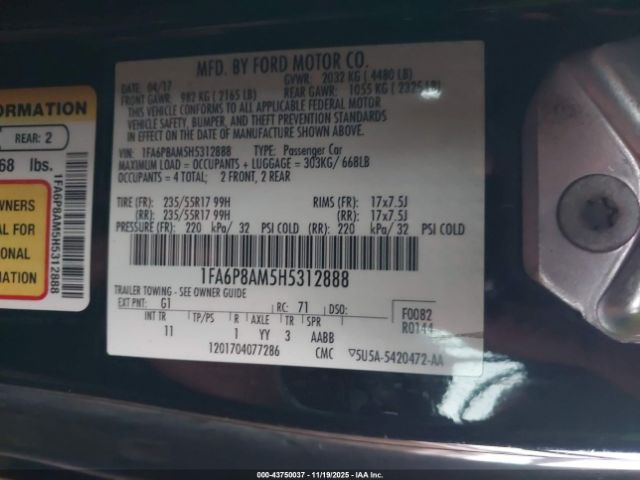 MFD. BY FORD MOTOR CO.
DATE: 04/17 GVWR: 2032 KG ( 4480 LB)
FRONT GAWR: 982 KG ( 2165 LB) REAR GAWR: 1055 KG ( 2325 LB)
THIS VEHICLE CONFORMS TO ALL APPLICABLE FEDERAL MOTOR
VEHICLE SAFETY, BUMPER, AND THEFT PREVENTION STANDARDS
IN EFFECT ON THE DATE OF MANUFACTURE SHOWN ABOVE.
VIN: 1FA6P8AM5H5312888 TYPE: Passenger Car
MAXIMUM LOAD = OCCUPANTS + LUGGAGE = 303KG/ 668LB
OCCUPANTS = 4 TOTAL; 2 FRONT, 2 REAR
TIRE (FR): 235/55R17 99H RIMS (FR): 17x7.5J
(RR): 235/55R17 99H (RR): 17x7.5J
PRESSURE (FR): 220 kPa/ 32 PSI COLD (RR): 220 kPa/ 32 PSI COLD
1FA6P8AM5H5312888
TRAILER TOWING - SEE OWNER GUIDE
EXT PNT: G1 RC: 71 DSO: F0082
INT TR TP/PS R AXLE TR SPR R0144
11 1 YY 3 AABB
1201704077286 CMC 5U5A-5420472-AA
ORMATION
REAR: 2
68 lbs.
WNERS
AL FOR
IONAL
MATION
1FA6P8AM5H5312888
000-43750037 - 11/19/2025 - IAAI.com